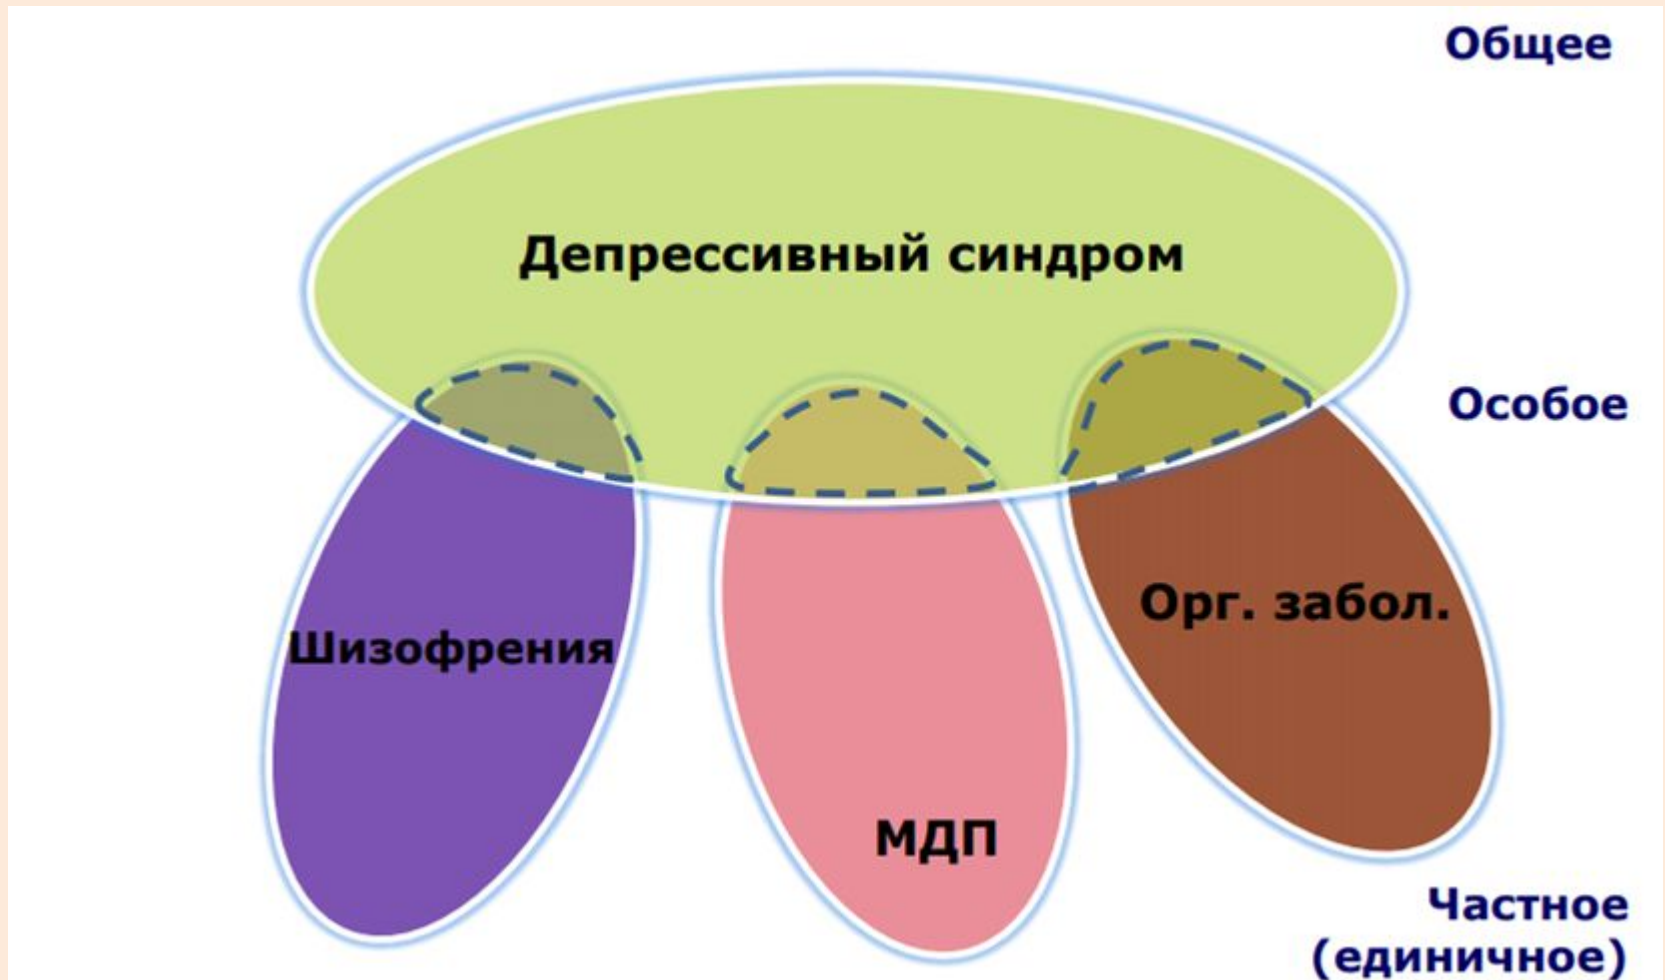 Общее
Депрессивный синдром
Особое
Орг. забол.
Шизофрения
МДП
Частное
(единичное)